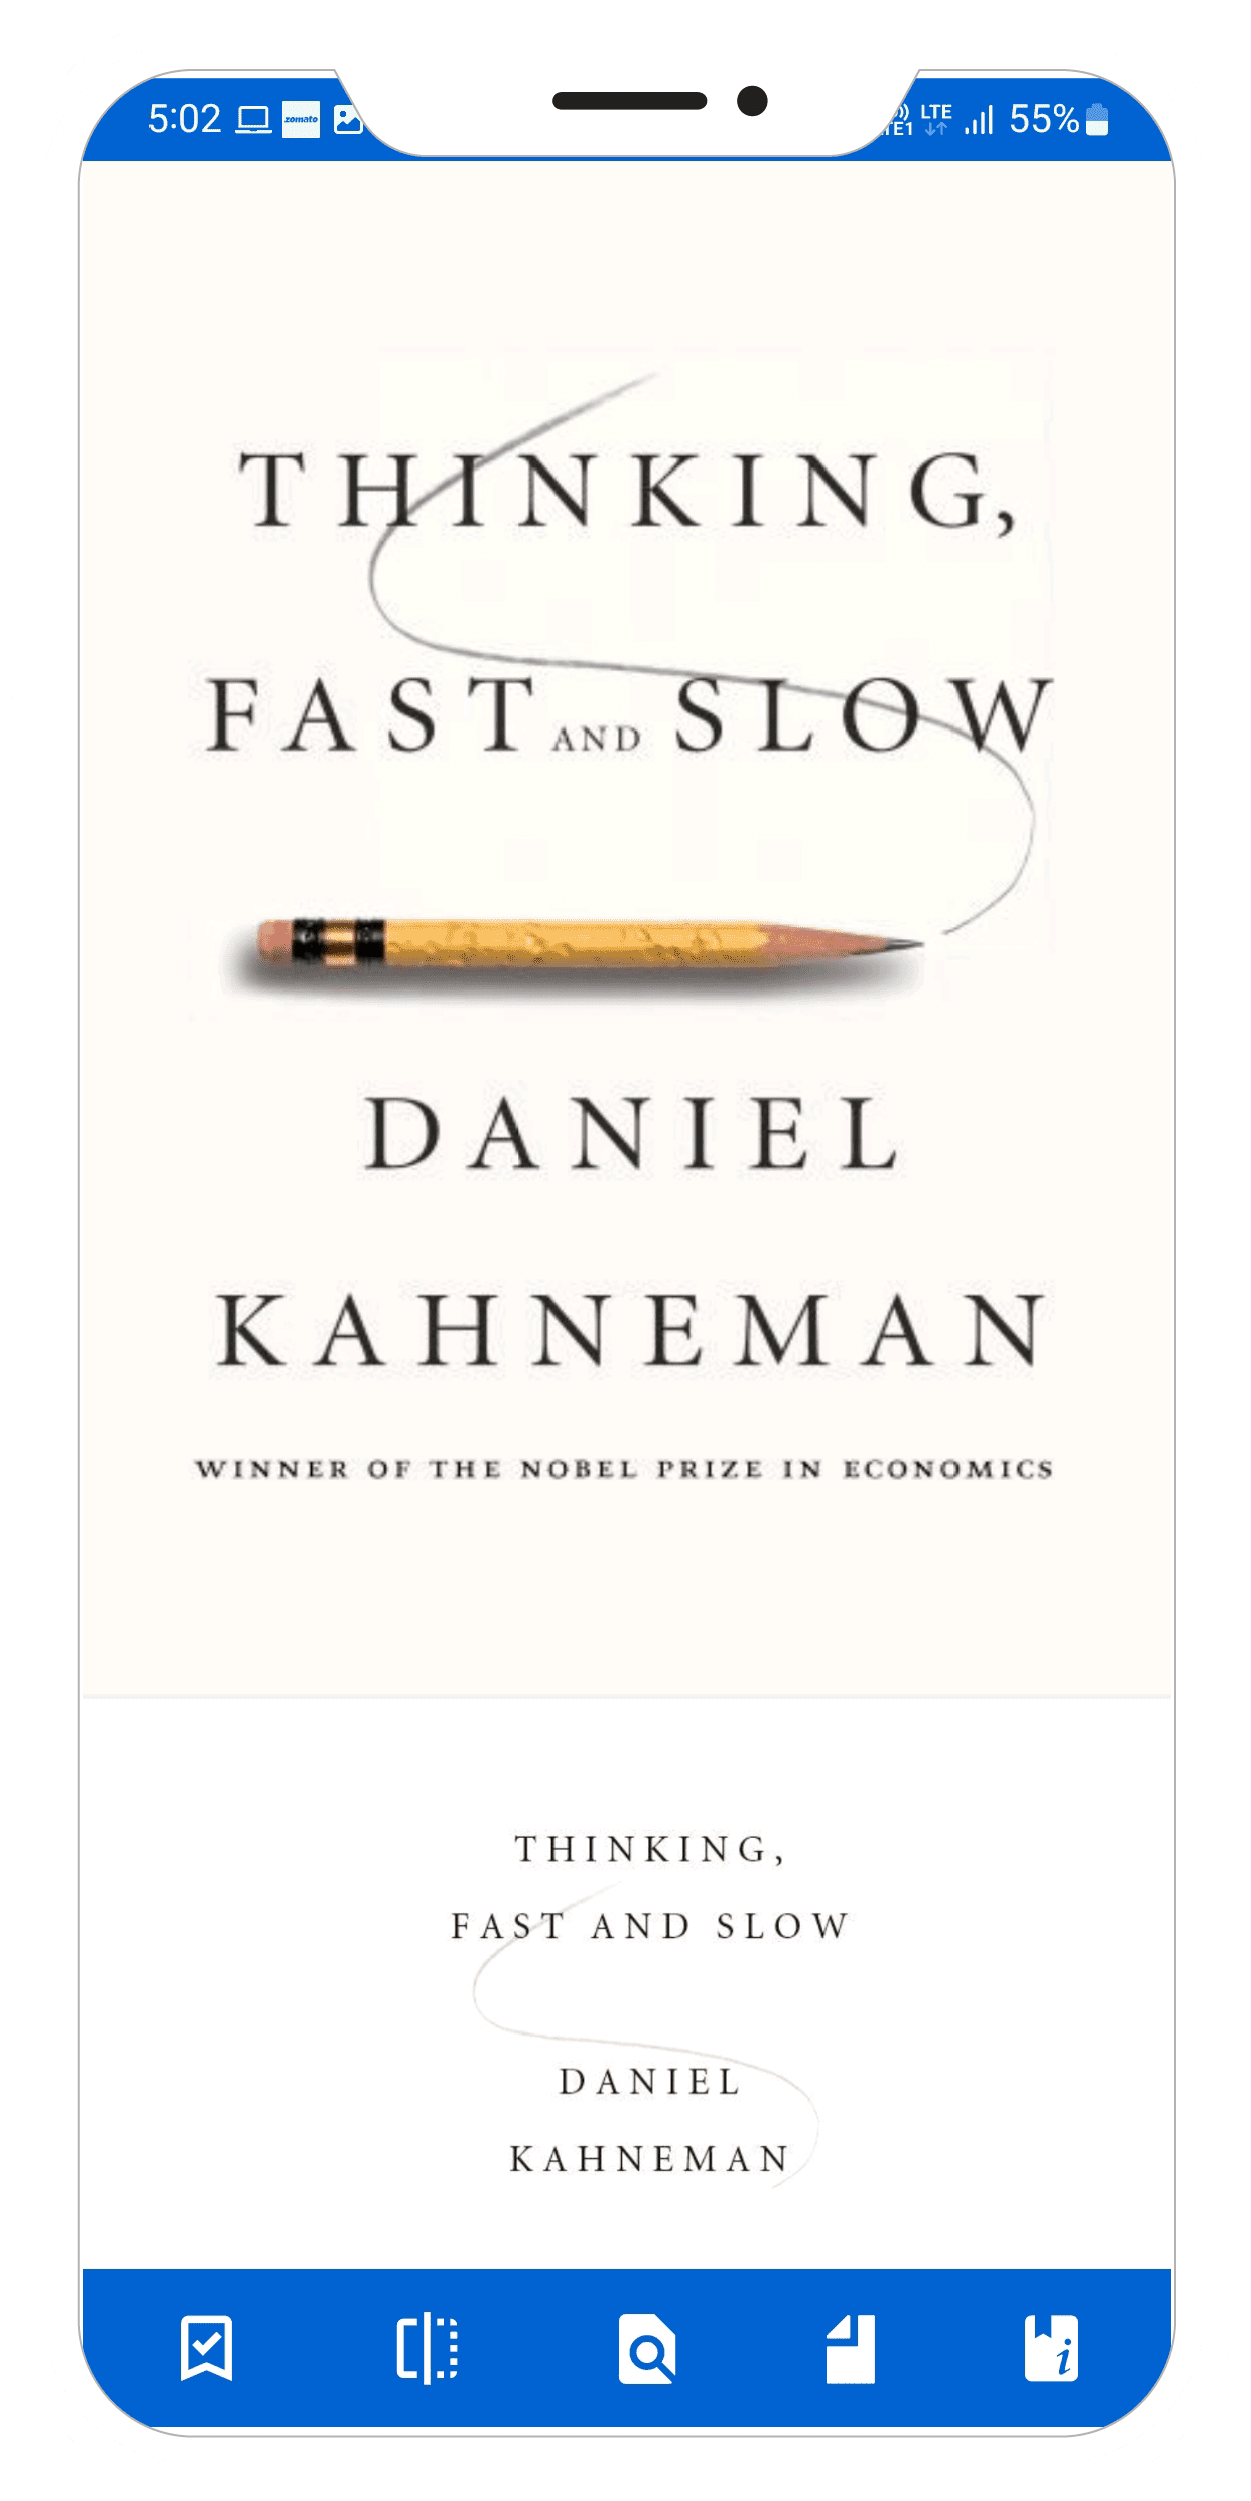 5:02 zomato LTE 55%
THINKING,
FAST AND SLOW
DANIEL
KAHNEMAN
WINNER OF THE NOBEL PRIZE IN ECONOMICS
THINKING,
FAST AND SLOW
DANIEL
KAHNEMAN